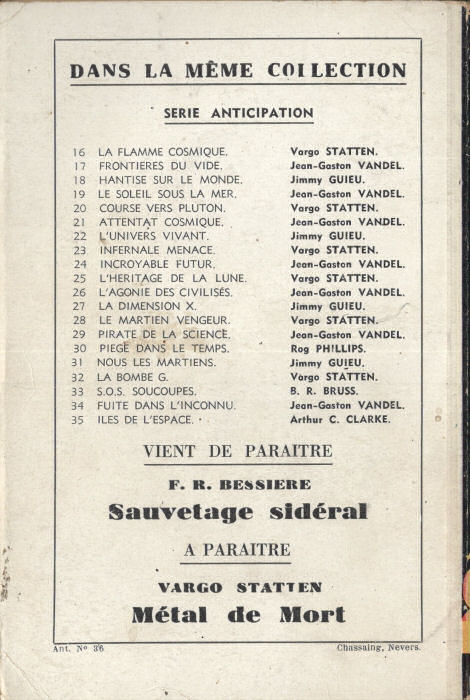 DANS LA MÊME COLLECTION
SERIE ANTICIPATION
16 LA FLAMME COSMIQUE. Vargo STATTEN.
17 FRONTIERES DU VIDE. Jean-Gaston VANDEL.
18 HANTISE SUR LE MONDE. Jimmy GUIEU.
19 LE SOLEIL SOUS LA MER. Jean-Gaston VANDEL.
20 COURSE VERS PLUTON. Vargo STATTEN.
21 ATTENTAT COSMIQUE. Jean-Gaston VANDEL.
22 L'UNIVERS VIVANT. Jimmy GUIEU.
23 INFERNALE MENACE. Vargo STATTEN.
24 INCROYABLE FUTUR. Jean-Gaston VANDEL.
25 L'HERITAGE DE LA LUNE. Vargo STATTEN.
26 L'AGONIE DES CIVILISÉS. Jean-Gaston VANDEL.
27 LA DIMENSION X. Jimmy GUIEU.
28 LE MARTIEN VENGEUR. Vargo STATTEN.
29 PIRATE DE LA SCIENCE. Jean-Gaston VANDEL.
30 PIEGE DANS LE TEMPS. Rog PHILLIPS.
31 NOUS LES MARTIENS. Jimmy GUIEU.
32 LA BOMBE G. Vargo STATTEN.
33 S.O.S. SOUCOUPES. B. R. BRUSS.
34 FUITE DANS L'INCONNU. Jean-Gaston VANDEL.
35 ILES DE L'ESPACE. Arthur C. CLARKE.
VIENT DE PARAITRE
F. R. BESSIERE
Sauvetage sidéral
A PARAITRE
VARGO STATTEN
Métal de Mort
Ant. Nº 36 Chassaing, Nevers.